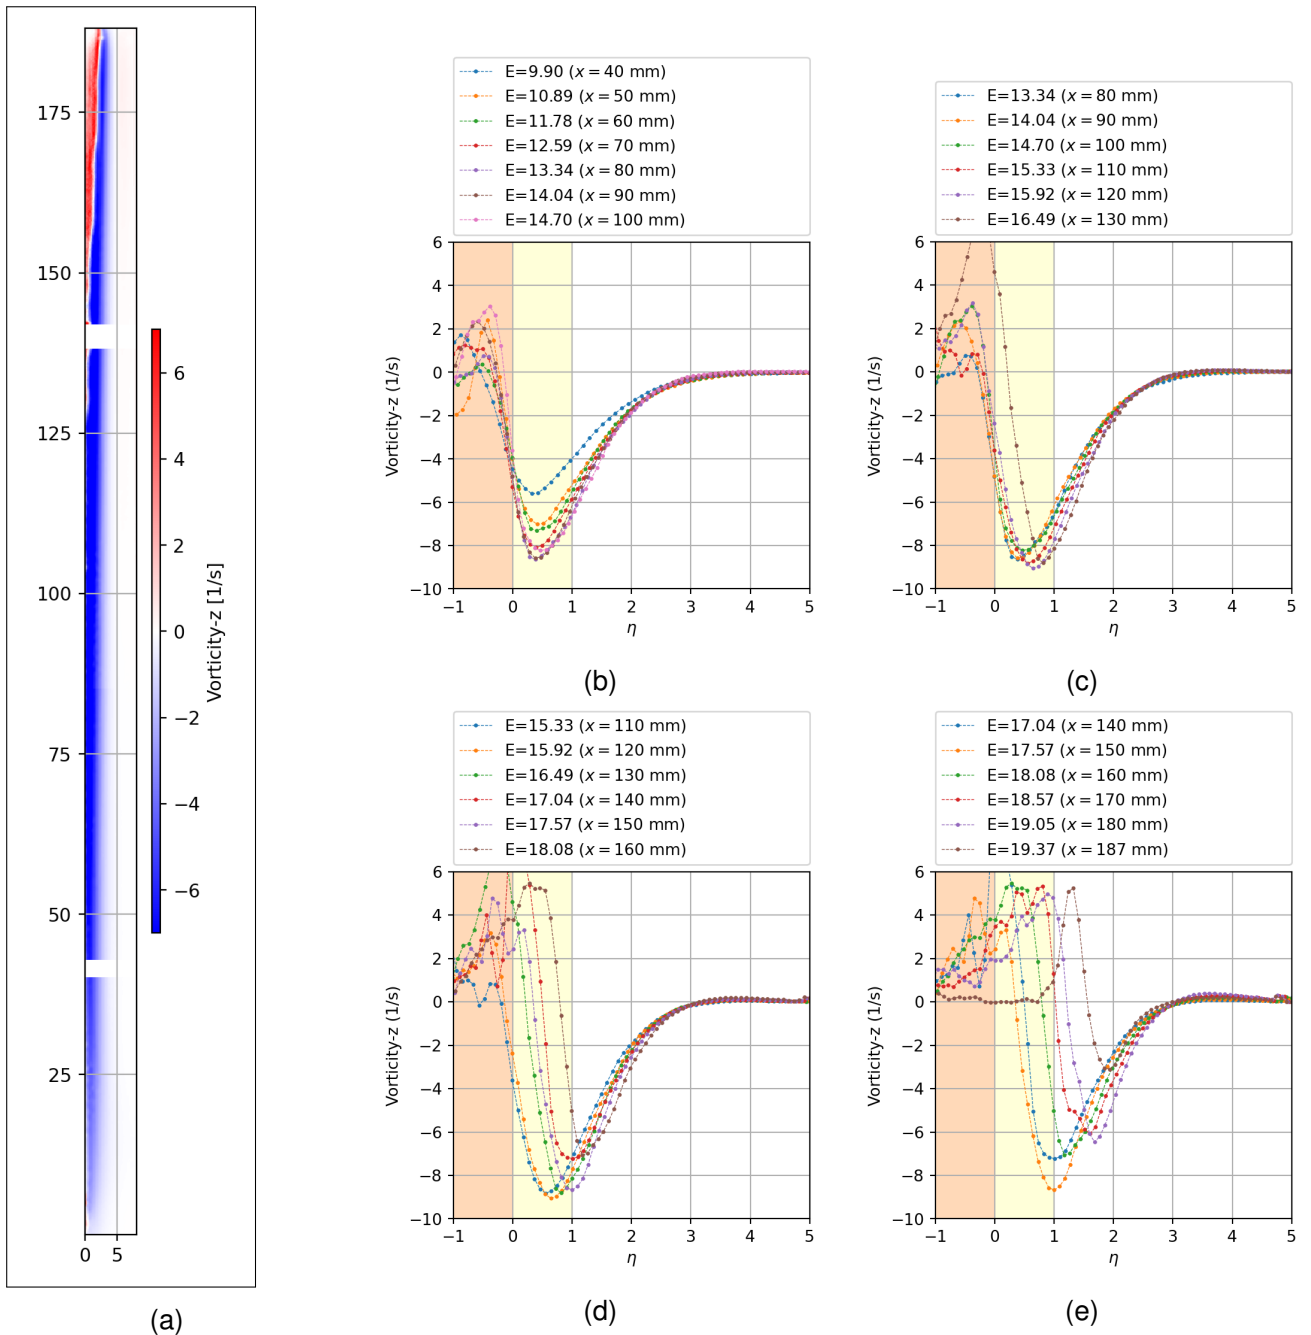 175
150
125
100
75
50
25
0 5
6
4
2
0
−2
−4
−6
Vorticity-z [1/s]
(a)
E=9.90 (x = 40 mm)
E=10.89 (x = 50 mm)
E=11.78 (x = 60 mm)
E=12.59 (x = 70 mm)
E=13.34 (x = 80 mm)
E=14.04 (x = 90 mm)
E=14.70 (x = 100 mm)
6
4
2
0
−2
−4
−6
−8
−10
Vorticity-z (1/s)
−1 0 1 2 3 4 5
η
(b)
E=13.34 (x = 80 mm)
E=14.04 (x = 90 mm)
E=14.70 (x = 100 mm)
E=15.33 (x = 110 mm)
E=15.92 (x = 120 mm)
E=16.49 (x = 130 mm)
6
4
2
0
−2
−4
−6
−8
−10
Vorticity-z (1/s)
−1 0 1 2 3 4 5
η
(c)
E=15.33 (x = 110 mm)
E=15.92 (x = 120 mm)
E=16.49 (x = 130 mm)
E=17.04 (x = 140 mm)
E=17.57 (x = 150 mm)
E=18.08 (x = 160 mm)
6
4
2
0
−2
−4
−6
−8
−10
Vorticity-z (1/s)
−1 0 1 2 3 4 5
η
(d)
E=17.04 (x = 140 mm)
E=17.57 (x = 150 mm)
E=18.08 (x = 160 mm)
E=18.57 (x = 170 mm)
E=19.05 (x = 180 mm)
E=19.37 (x = 187 mm)
6
4
2
0
−2
−4
−6
−8
−10
Vorticity-z (1/s)
−1 0 1 2 3 4 5
η
(e)